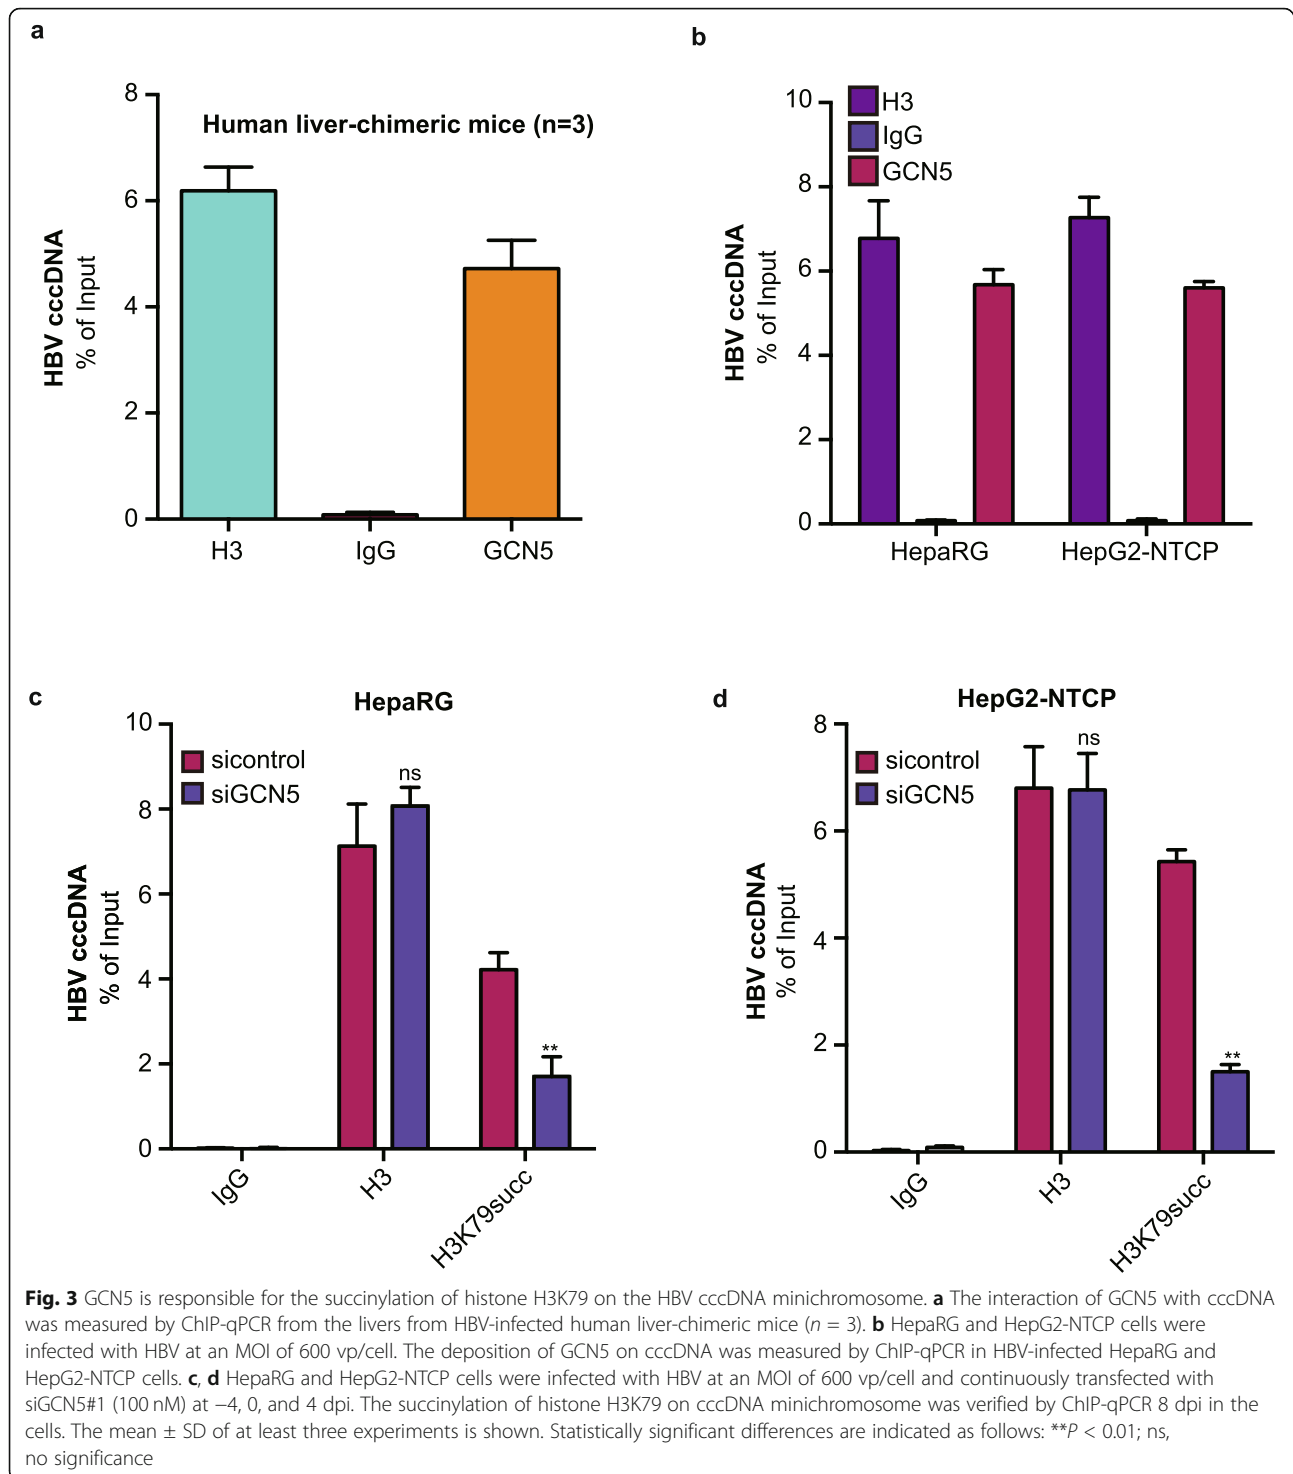 a
8
6
4
2
0
HBV cccDNA
% of Input
Human liver-chimeric mice (n=3)
H3 IgG GCN5
b
10
8
6
4
2
0
HBV cccDNA
% of Input
H3
IgG
GCN5
HepaRG HepG2-NTCP
c
HepaRG
10
8
6
4
2
0
HBV cccDNA
% of Input
sicontrol
siGCN5
ns
**
IgG
H3
H3K79succ
d
HepG2-NTCP
8
6
4
2
0
HBV cccDNA
% of Input
sicontrol
siGCN5
ns
**
IgG
H3
H3K79succ
Fig. 3 GCN5 is responsible for the succinylation of histone H3K79 on the HBV cccDNA minichromosome. a The interaction of GCN5 with cccDNA
was measured by ChIP-qPCR from the livers from HBV-infected human liver-chimeric mice (n = 3). b HepaRG and HepG2-NTCP cells were
infected with HBV at an MOI of 600 vp/cell. The deposition of GCN5 on cccDNA was measured by ChIP-qPCR in HBV-infected HepaRG and
HepG2-NTCP cells. c, d HepaRG and HepG2-NTCP cells were infected with HBV at an MOI of 600 vp/cell and continuously transfected with
siGCN5#1 (100 nM) at −4, 0, and 4 dpi. The succinylation of histone H3K79 on cccDNA minichromosome was verified by ChIP-qPCR 8 dpi in the
cells. The mean ± SD of at least three experiments is shown. Statistically significant differences are indicated as follows: **P < 0.01; ns,
no significance